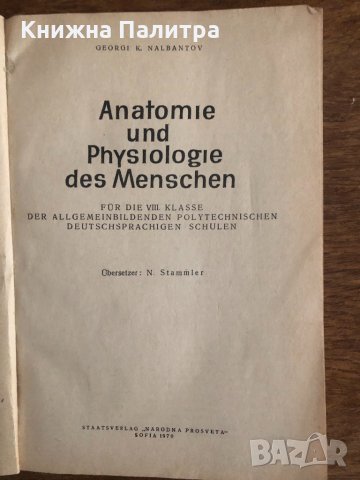 Книжна Палитра
GEORGI K. NALBANTOV
Anatomie
und
Physiologie
des Menschen
FÜR DIE VIII. KLASSE
DER ALLGEMEINBILDENDEN POLYTECHNISCHEN
DEUTSCHSPRACHIGEN SCHULEN
Übersetzer: N. Stammler
STAATSVERLAG „NARODNA PROSVETA“
SOFIA 1970
BAZAR